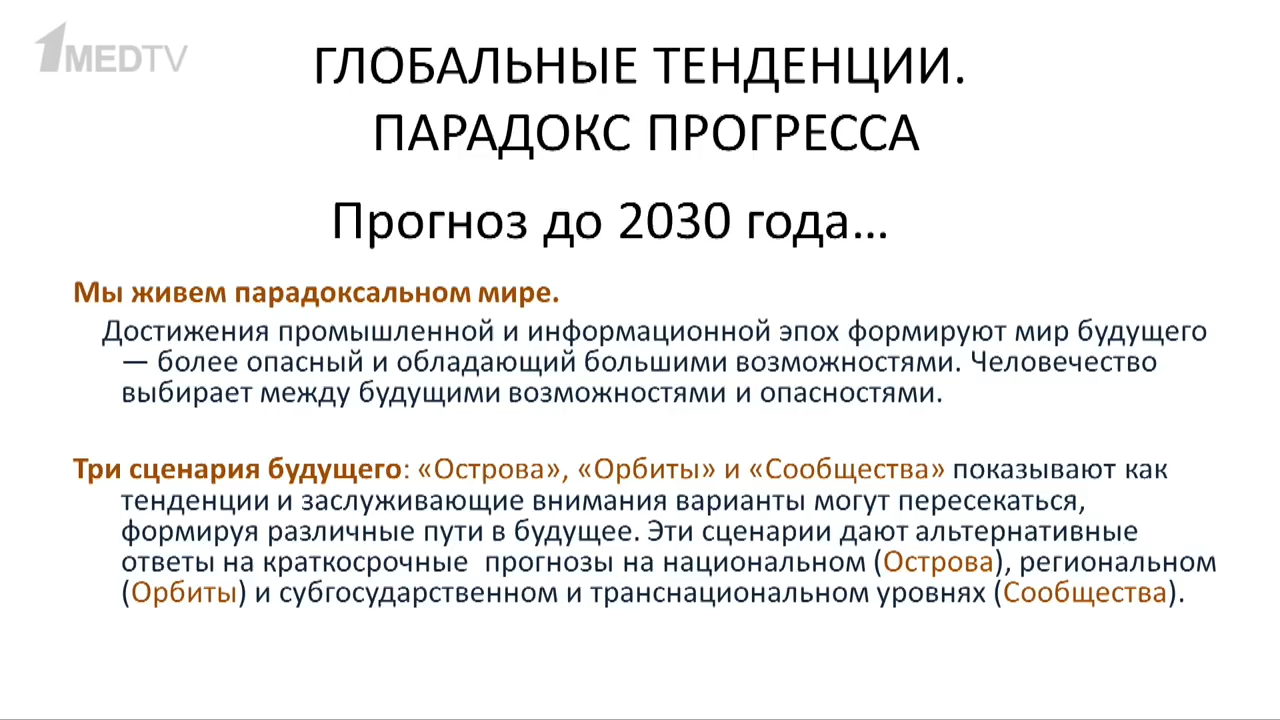 1MEDTV
ГЛОБАЛЬНЫЕ ТЕНДЕНЦИИ.
ПАРАДОКС ПРОГРЕССА
Прогноз до 2030 года…
Мы живем парадоксальном мире.
Достижения промышленной и информационной эпох формируют мир будущего
— более опасный и обладающий большими возможностями. Человечество
выбирает между будущими возможностями и опасностями.
Три сценария будущего: «Острова», «Орбиты» и «Сообщества» показывают как
тенденции и заслуживающие внимания варианты могут пересекаться,
формируя различные пути в будущее. Эти сценарии дают альтернативные
ответы на краткосрочные  прогнозы на национальном (Острова), региональном
(Орбиты) и субгосударственном и транснациональном уровнях (Сообщества).